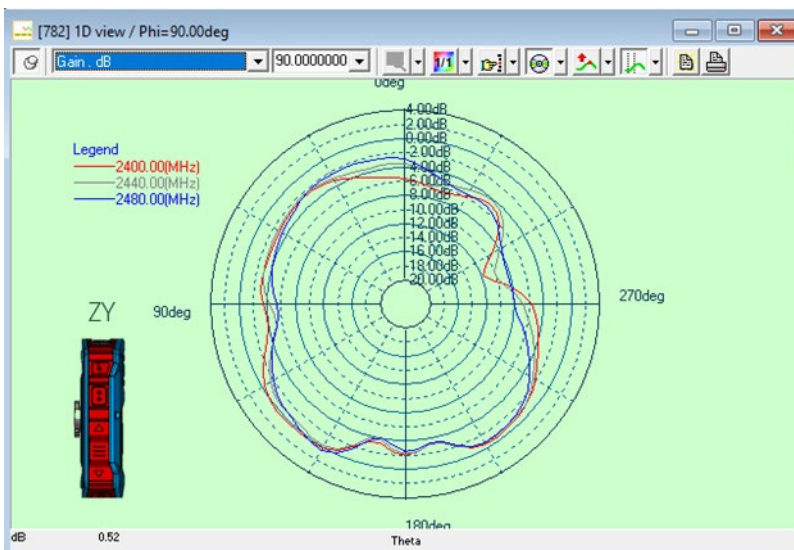 [782] 1D view / Phi=90.00deg
Gain . dB
90.0000000
1/1
0deg
4.00dB
2.00dB
0.00dB
-2.00dB
-4.00dB
-6.00dB
-8.00dB
-10.00dB
-12.00dB
-14.00dB
-16.00dB
-18.00dB
-20.00dB
Legend
2400.00(MHz)
2440.00(MHz)
2480.00(MHz)
ZY
90deg
270deg
180deg
dB
0.52
Theta